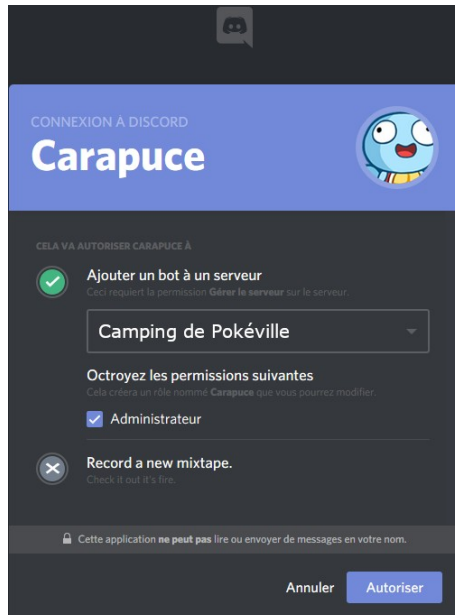 CONNEXION À DISCORD
Carapuce
CELA VA AUTORISER CARAPUCE À
Ajouter un bot à un serveur
Ceci requiert la permission Gérer le serveur sur le serveur.
Camping de Pokéville
Octroyez les permissions suivantes
Cela créera un rôle nommé Carapuce que vous pourrez modifier.
Administrateur
Record a new mixtape.
Check it out it's fire.
Cette application ne peut pas lire ou envoyer de messages en votre nom.
Annuler Autoriser